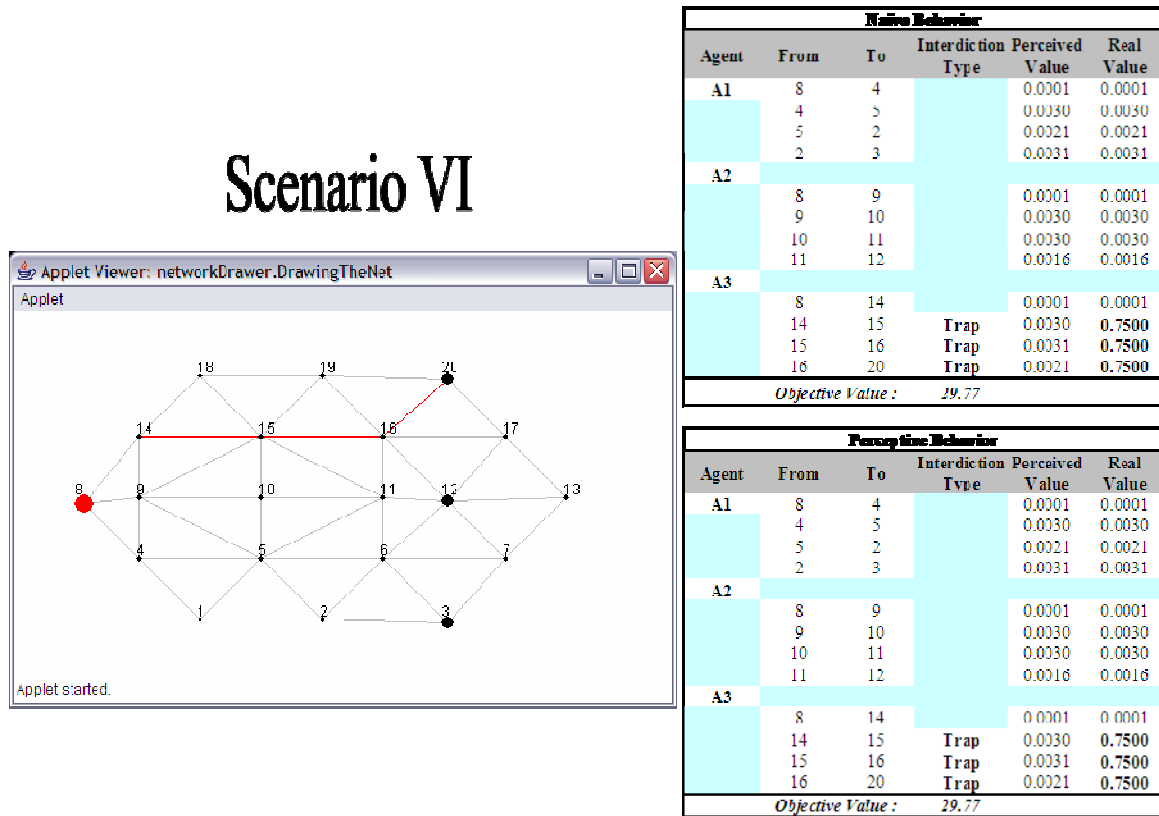 Scenario VI
Applet Viewer: networkDrawer.DrawingTheNet
Applet
18 19 20
14 15 16 17
8 9 10 11 12 13
4 5 6 7
1 2 3
Applet started.
Naive Behavior
Agent From To Interdiction Type Perceived Value Real Value
A1 8 4 0.0001 0.0001
4 5 0.0030 0.0030
5 2 0.0021 0.0021
2 3 0.0031 0.0031
A2
8 9 0.0001 0.0001
9 10 0.0030 0.0030
10 11 0.0030 0.0030
11 12 0.0016 0.0016
A3
8 14 0.0001 0.0001
14 15 Trap 0.0030 0.7500
15 16 Trap 0.0031 0.7500
16 20 Trap 0.0021 0.7500
Objective Value : 29.77
Perceptive Behavior
Agent From To Interdiction Type Perceived Value Real Value
A1 8 4 0.0001 0.0001
4 5 0.0030 0.0030
5 2 0.0021 0.0021
2 3 0.0031 0.0031
A2
8 9 0.0001 0.0001
9 10 0.0030 0.0030
10 11 0.0030 0.0030
11 12 0.0016 0.0016
A3
8 14 0.0001 0.0001
14 15 Trap 0.0030 0.7500
15 16 Trap 0.0031 0.7500
16 20 Trap 0.0021 0.7500
Objective Value : 29.77